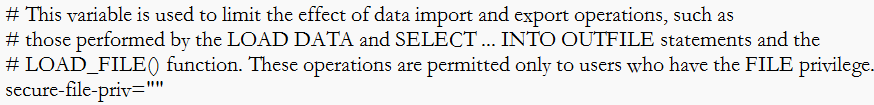 # This variable is used to limit the effect of data import and export operations, such as
# those performed by the LOAD DATA and SELECT ... INTO OUTFILE statements and the
# LOAD_FILE() function. These operations are permitted only to users who have the FILE privilege.
secure-file-priv=""